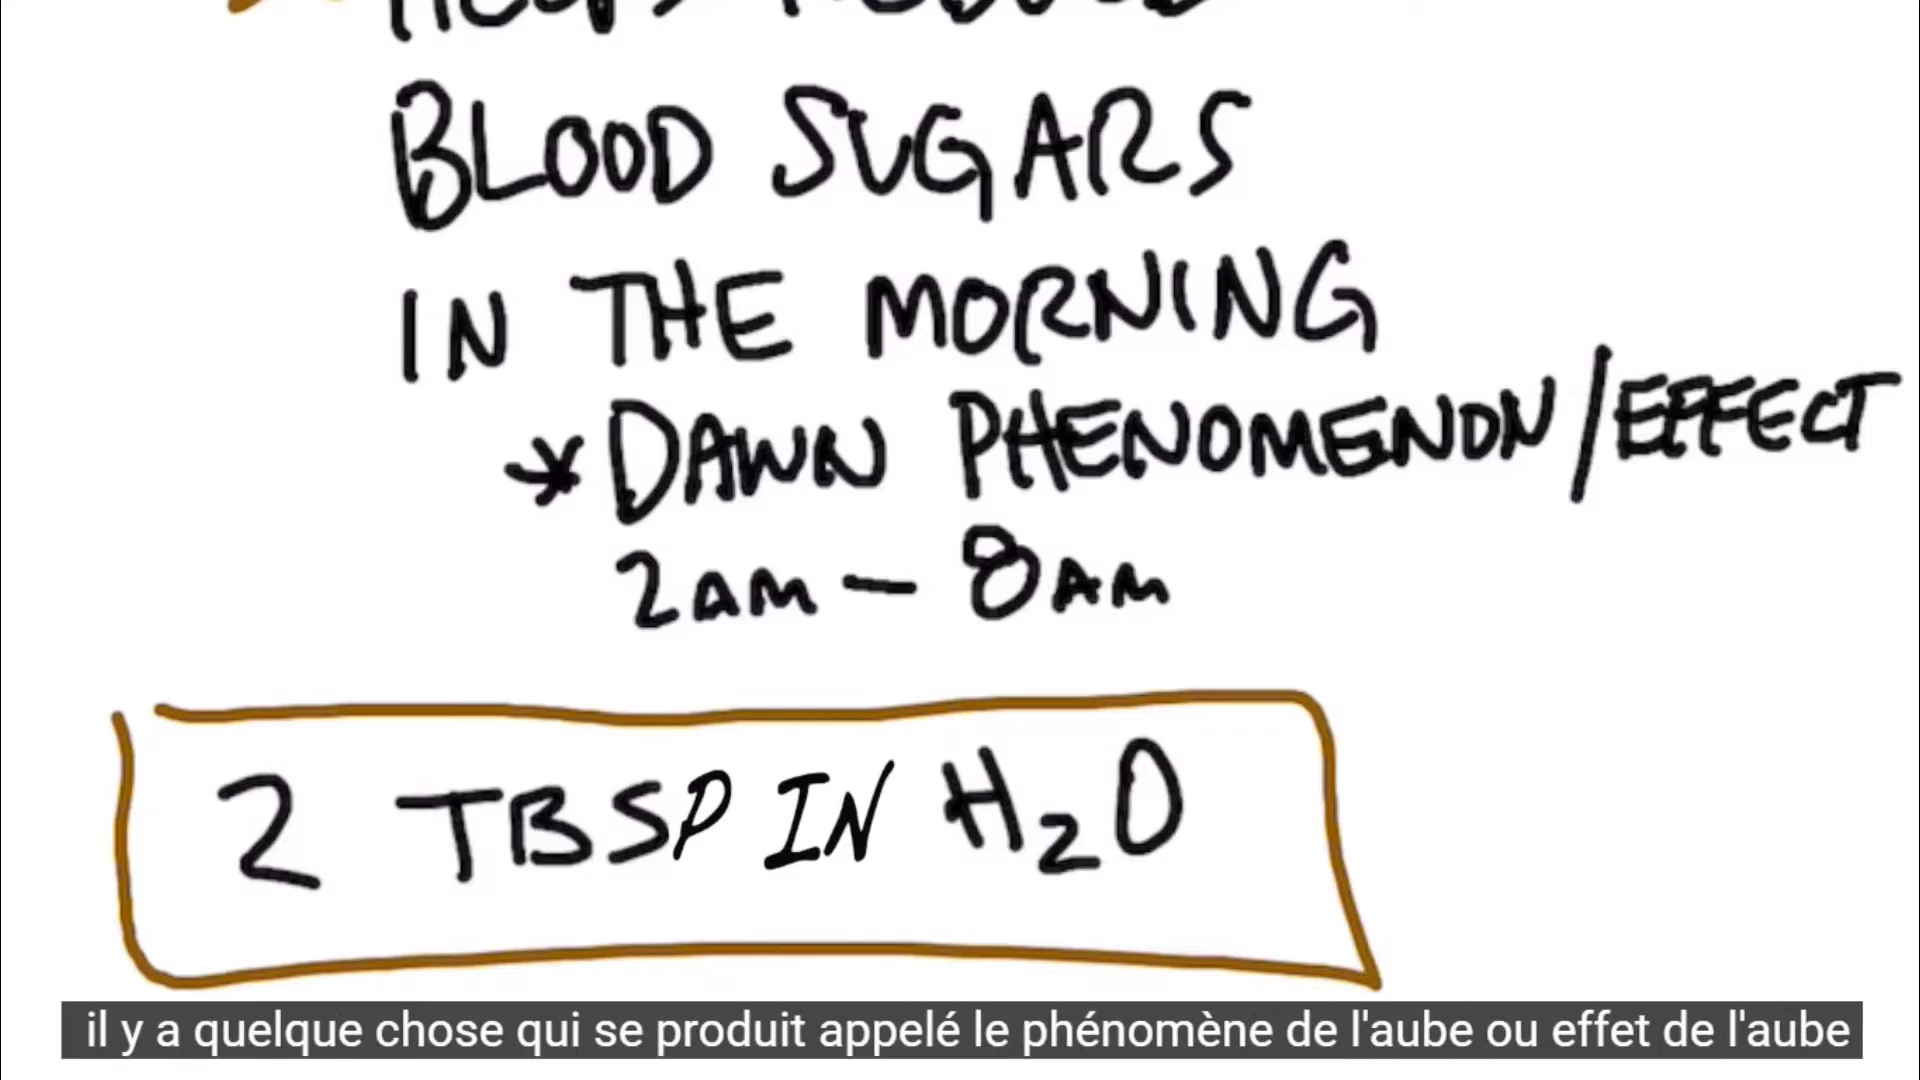 BLOOD SUGARS
IN THE MORNING
* DAWN PHENOMENON/EFFECT
2AM – 8AM
2 TBSP IN H₂O
il y a quelque chose qui se produit appelé le phénomène de l'aube ou effet de l'aube